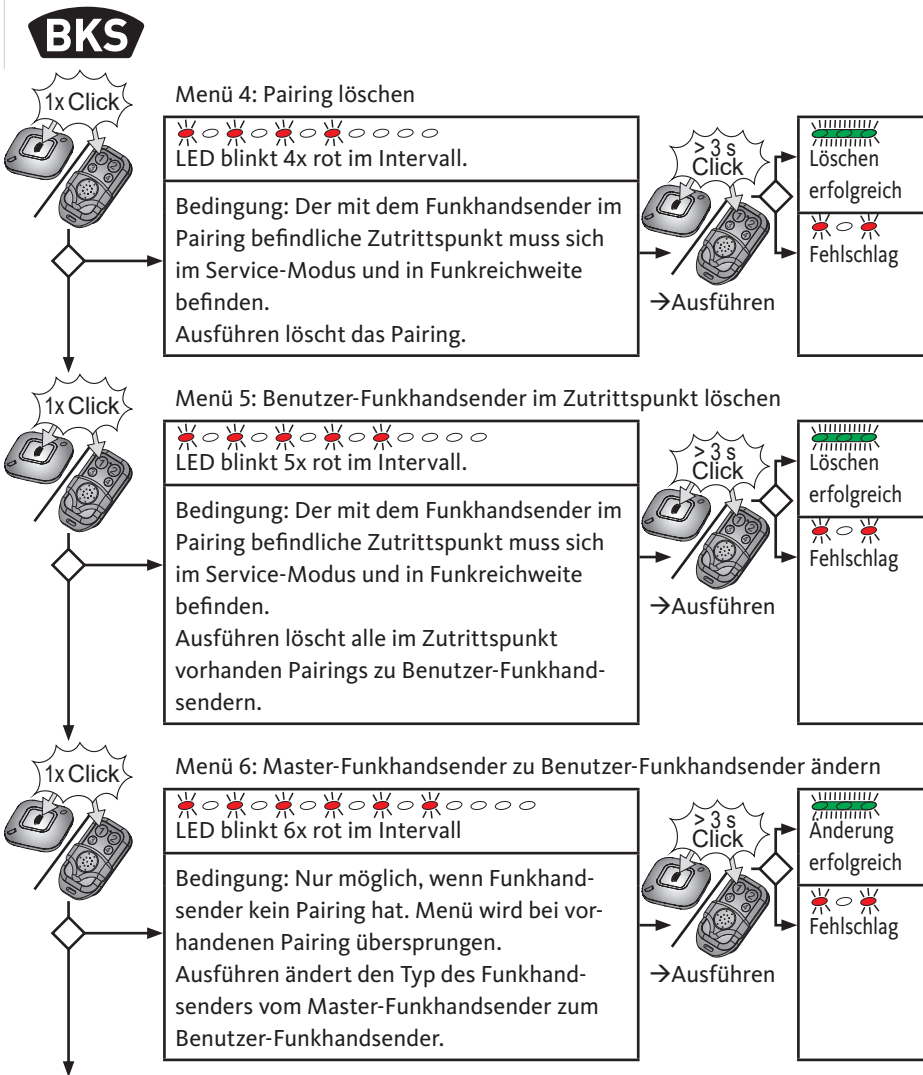 BKS
1x Click
Menü 4: Pairing löschen
LED blinkt 4x rot im Intervall.
Bedingung: Der mit dem Funkhandsender im
Pairing befindliche Zutrittspunkt muss sich
im Service-Modus und in Funkreichweite
befinden.
Ausführen löscht das Pairing.
> 3 s
Click
→Ausführen
Löschen
erfolgreich
Fehlschlag
1x Click
Menü 5: Benutzer-Funkhandsender im Zutrittspunkt löschen
LED blinkt 5x rot im Intervall.
Bedingung: Der mit dem Funkhandsender im
Pairing befindliche Zutrittspunkt muss sich
im Service-Modus und in Funkreichweite
befinden.
Ausführen löscht alle im Zutrittspunkt
vorhanden Pairings zu Benutzer-Funkhand-
sendern.
> 3 s
Click
→Ausführen
Löschen
erfolgreich
Fehlschlag
1x Click
Menü 6: Master-Funkhandsender zu Benutzer-Funkhandsender ändern
LED blinkt 6x rot im Intervall
Bedingung: Nur möglich, wenn Funkhand-
sender kein Pairing hat. Menü wird bei vor-
handenen Pairing übersprungen.
Ausführen ändert den Typ des Funkhand-
senders vom Master-Funkhandsender zum
Benutzer-Funkhandsender.
> 3 s
Click
→Ausführen
Änderung
erfolgreich
Fehlschlag